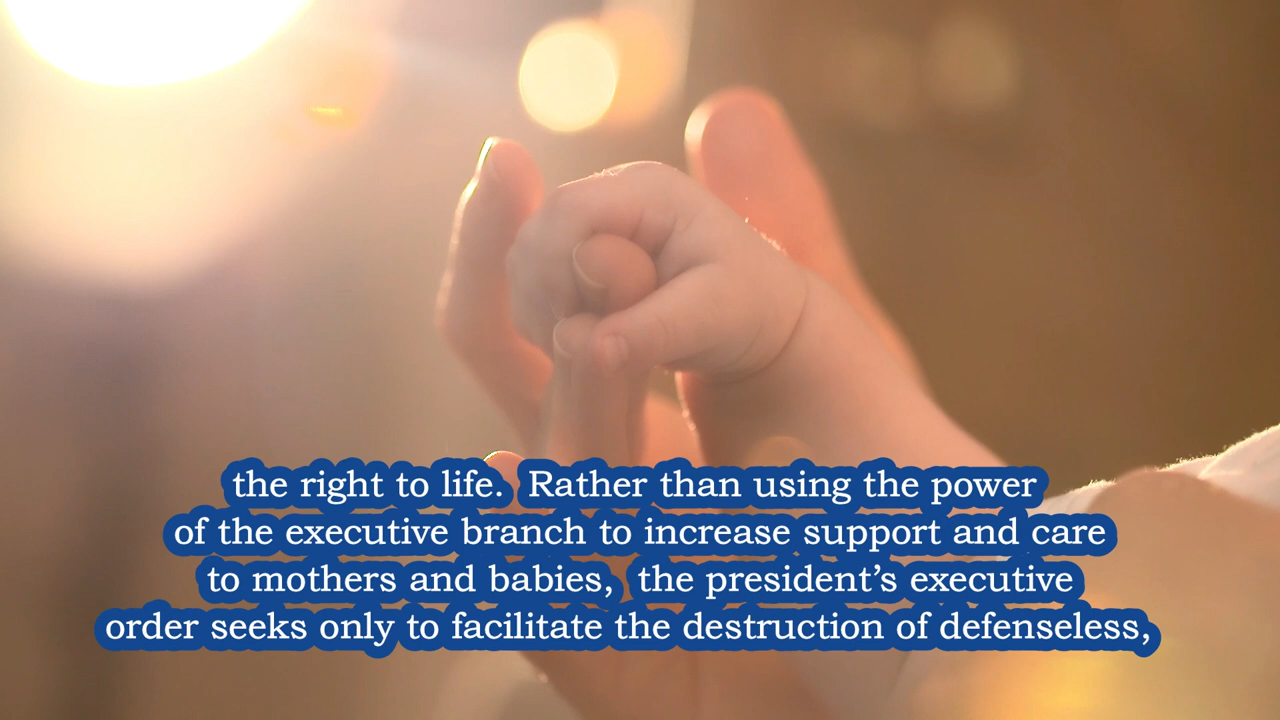 the right to life.  Rather than using the power
of the executive branch to increase support and care
to mothers and babies,  the president’s executive
order seeks only to facilitate the destruction of defenseless,